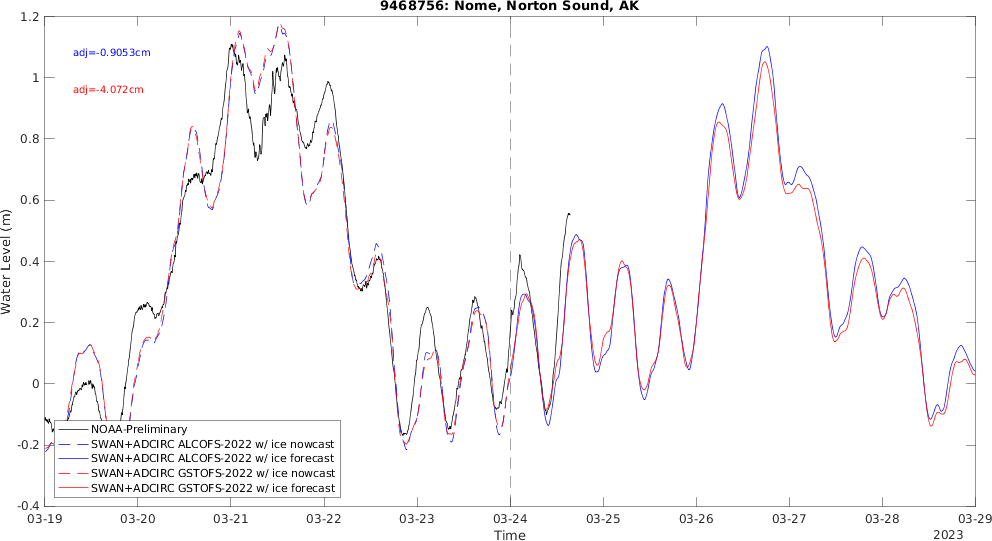 9468756: Nome, Norton Sound, AK
1.2
1
0.8
0.6
0.4
0.2
0
-0.2
-0.4
Water Level (m)
adj=-0.9053cm
adj=-4.072cm
NOAA-Preliminary
SWAN+ADCIRC ALCOFS-2022 w/ ice nowcast
SWAN+ADCIRC ALCOFS-2022 w/ ice forecast
SWAN+ADCIRC GSTOFS-2022 w/ ice nowcast
SWAN+ADCIRC GSTOFS-2022 w/ ice forecast
03-19 03-20 03-21 03-22 03-23 03-24 03-25 03-26 03-27 03-28 03-29
Time
2023